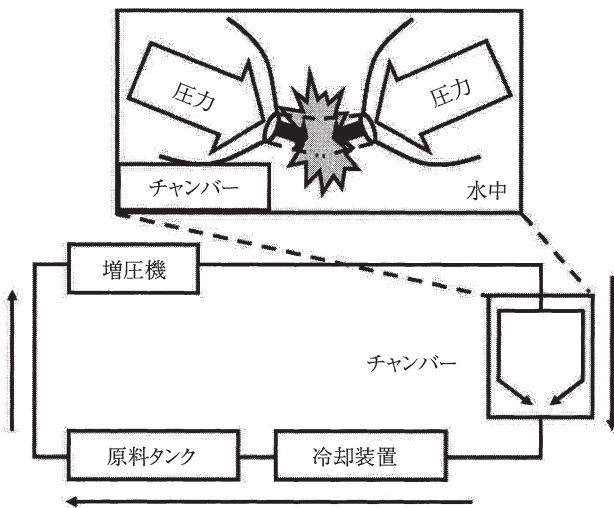 圧力
圧力
チャンバー
水中
増圧機
チャンバー
原料タンク
冷却装置